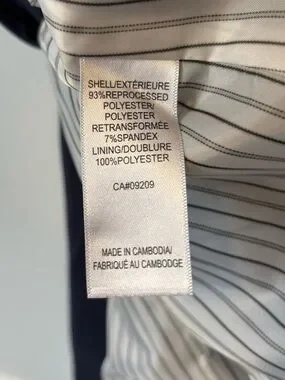 SHELL/EXTÉRIEURE
93%REPROCESSED
POLYESTER/
POLYESTER
RETRANSFORMÉE
7%SPANDEX
LINING/DOUBLURE
100%POLYESTER
CA#09209
MADE IN CAMBODIA/
FABRIQUÉ AU CAMBODGE